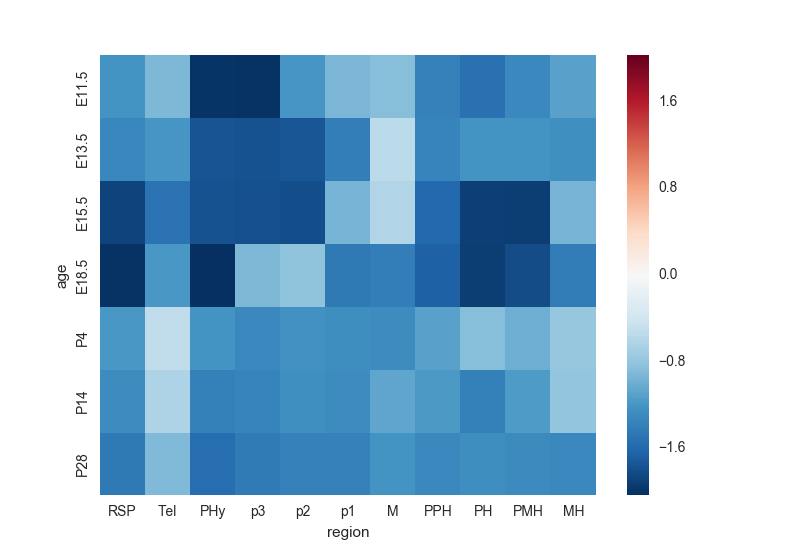 age
E11.5
E13.5
E15.5
E18.5
P4
P14
P28
RSP Tel PHy p3 p2 p1 M PPH PH PMH MH
region
1.6
0.8
0.0
−0.8
−1.6